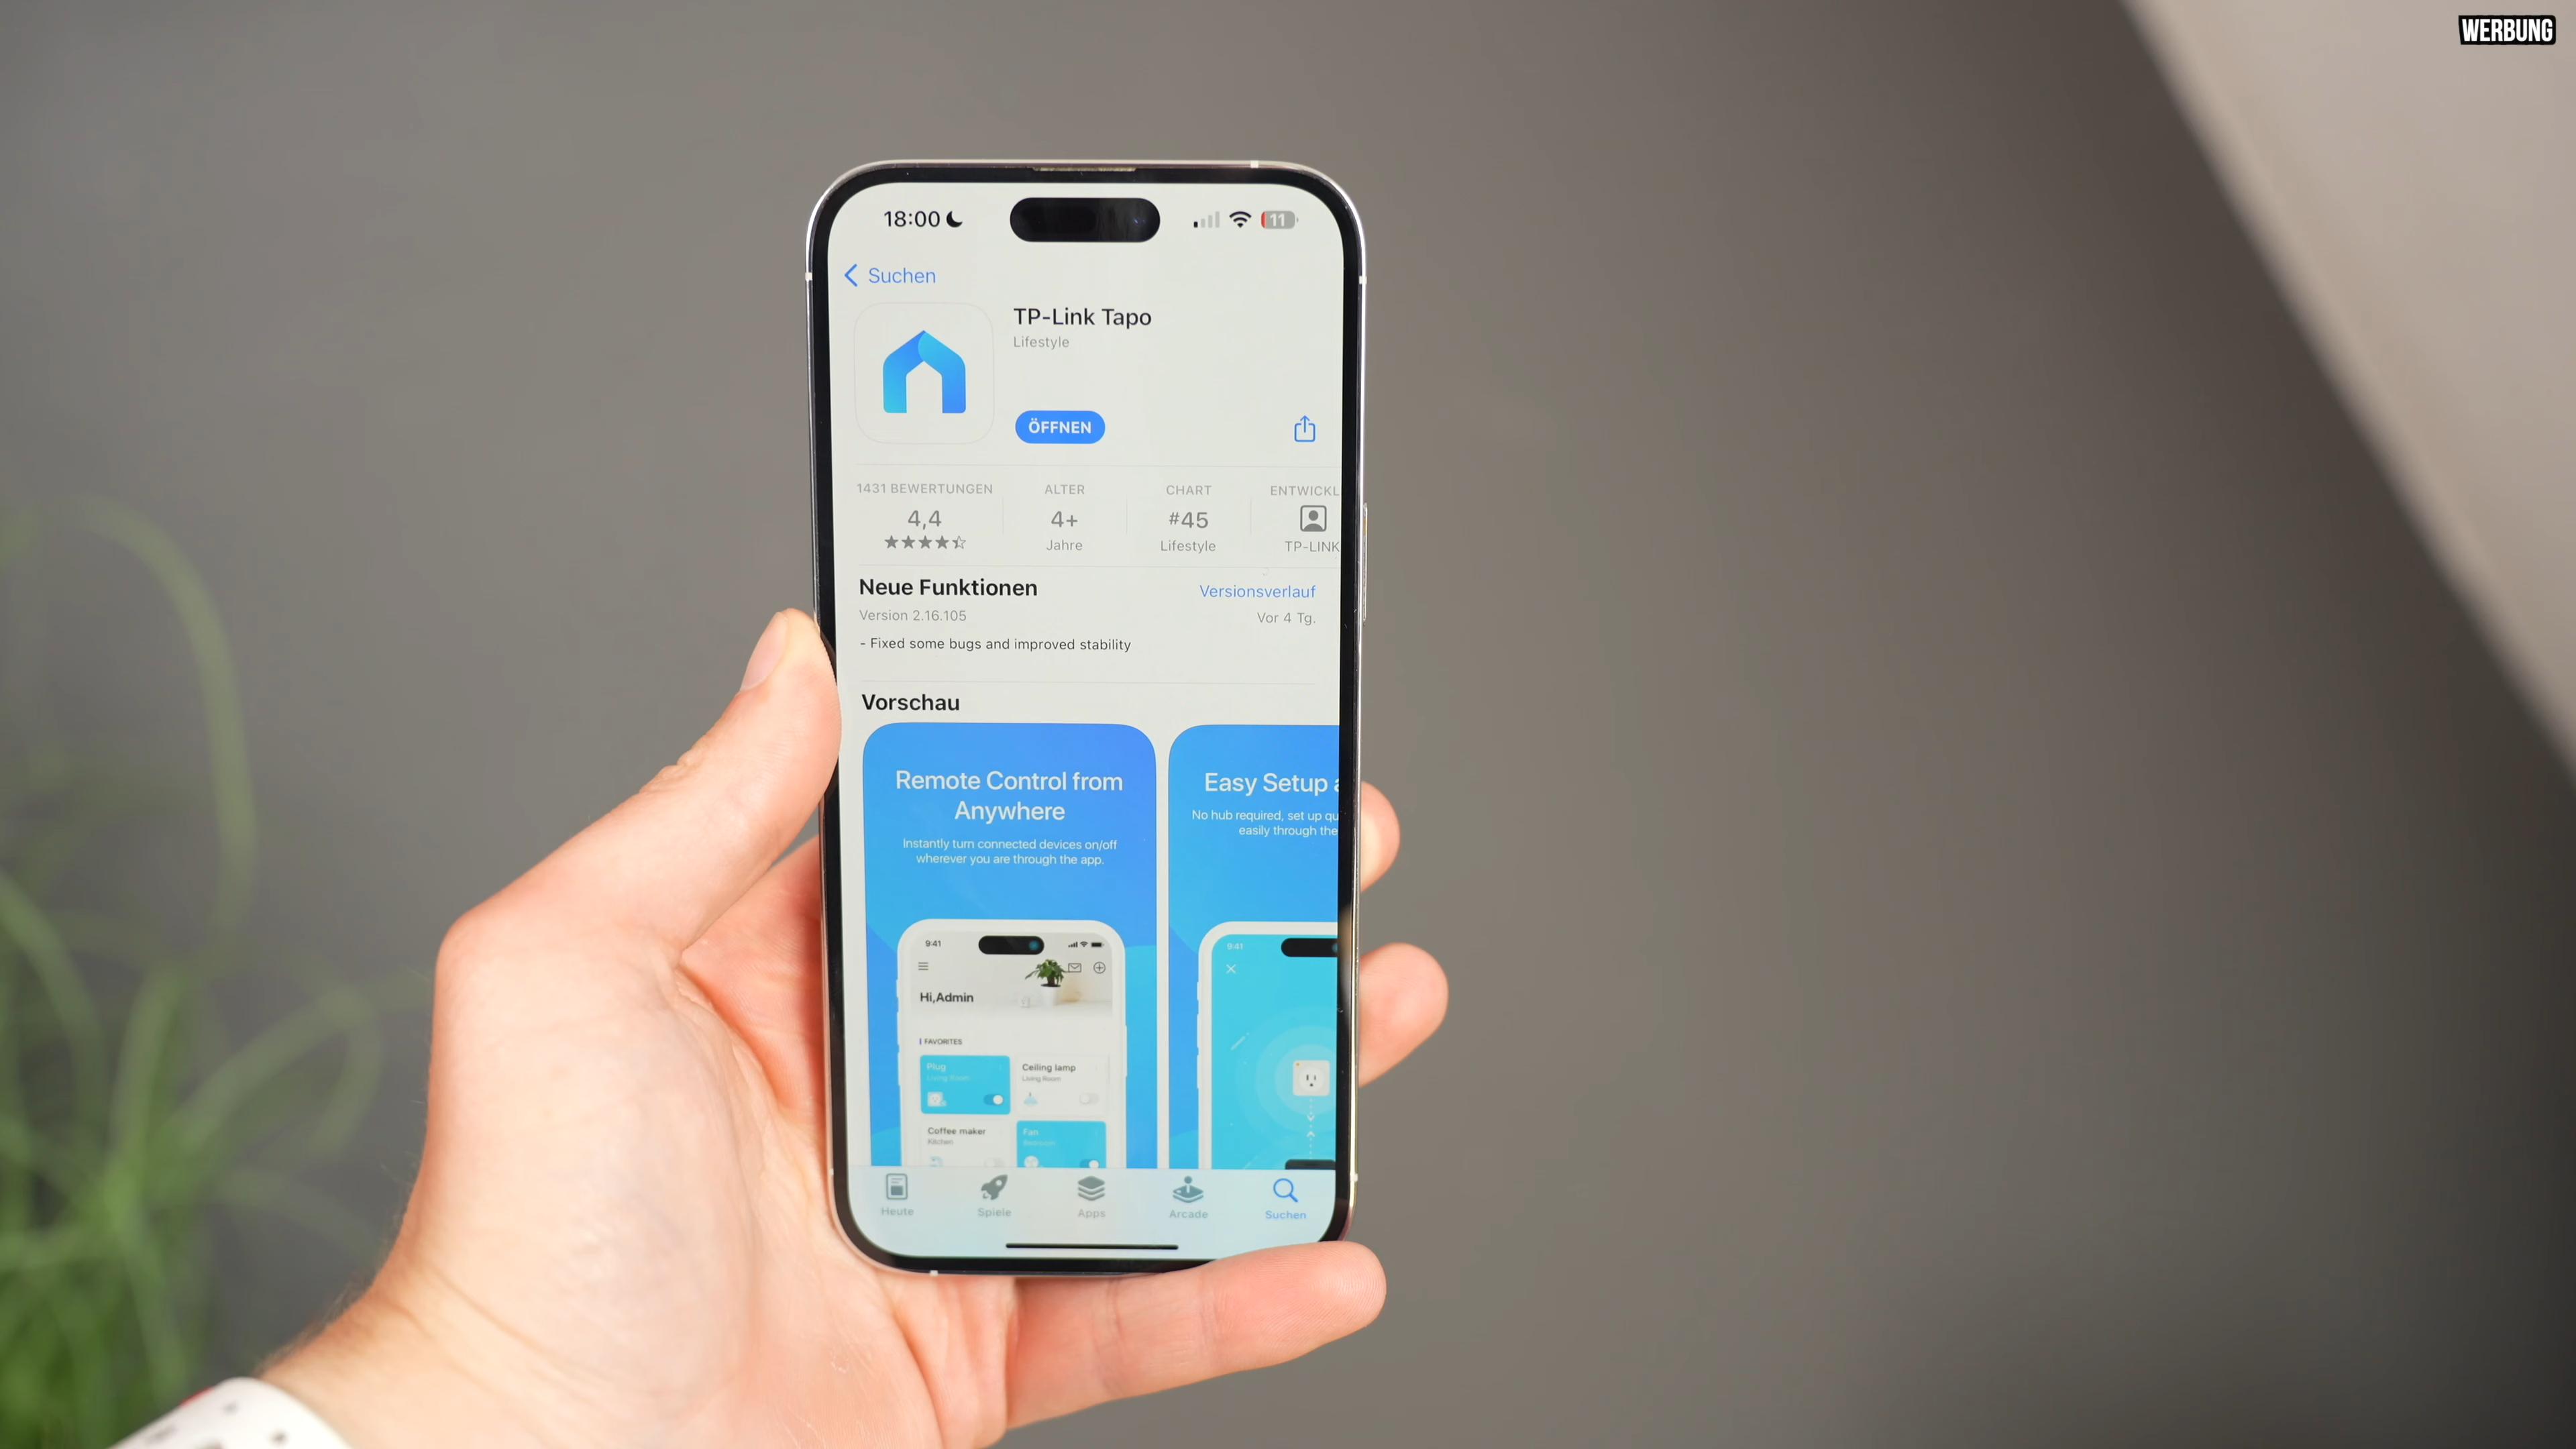 WERBUNG
18:00
11
Suchen
TP-Link Tapo
Lifestyle
ÖFFNEN
1431 BEWERTUNGEN
4,4
ALTER
4+
Jahre
CHART
#45
Lifestyle
ENTWICKL
TP-LINK
Neue Funktionen
Versionsverlauf
Version 2.16.105
Vor 4 Tg.
- Fixed some bugs and improved stability
Vorschau
Remote Control from
Anywhere
Instantly turn connected devices on/off
wherever you are through the app.
9:41
Hi,Admin
FAVORITES
Plug
Living Room
Ceiling lamp
Living Room
Coffee maker
Kitchen
Fan
Easy Setup
No hub required, set up qu
easily through the
9:41
Heute
Spiele
Apps
Arcade
Suchen